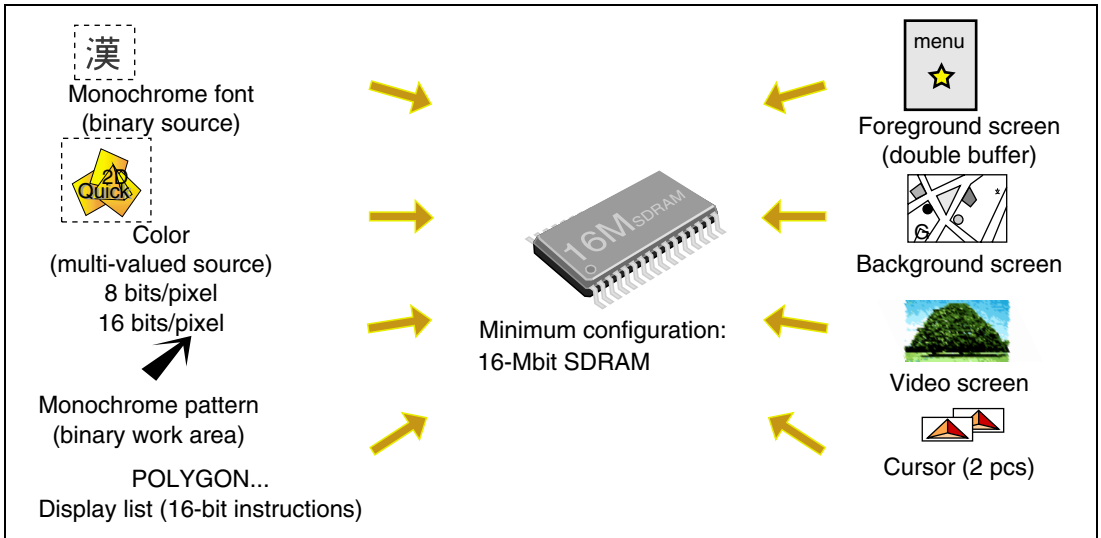 漢
Monochrome font
(binary source)
2D
Quick
Color
(multi-valued source)
8 bits/pixel
16 bits/pixel
Monochrome pattern
(binary work area)
POLYGON...
Display list (16-bit instructions)
16M SDRAM
Minimum configuration:
16-Mbit SDRAM
menu
Foreground screen
(double buffer)
G
Background screen
Video screen
Cursor (2 pcs)